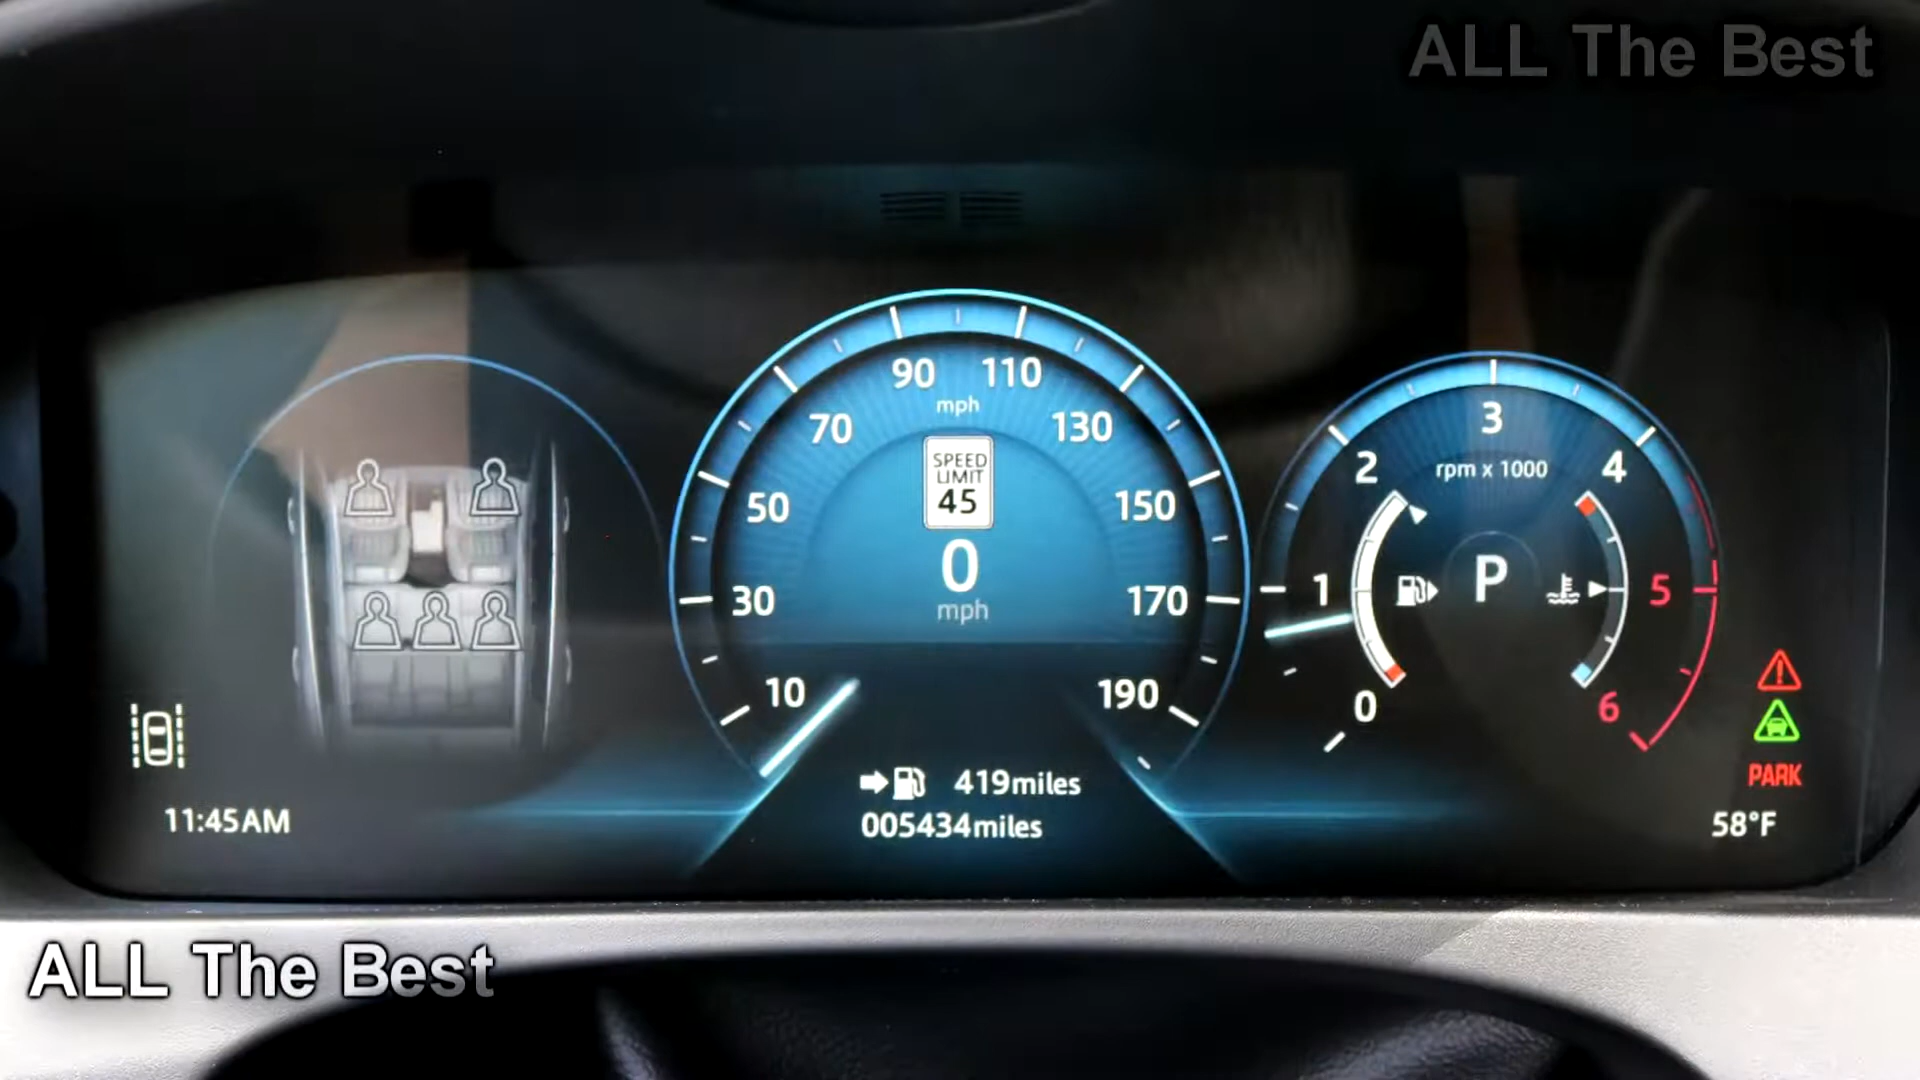 ALL The Best
90 110
mph
70 130
50 150
30 170
10 190
SPEED
LIMIT
45
0
mph
3
2 4
rpm x 1000
1 P 5
0 6
419miles
005434miles
11:45AM
PARK
58°F
ALL The Best